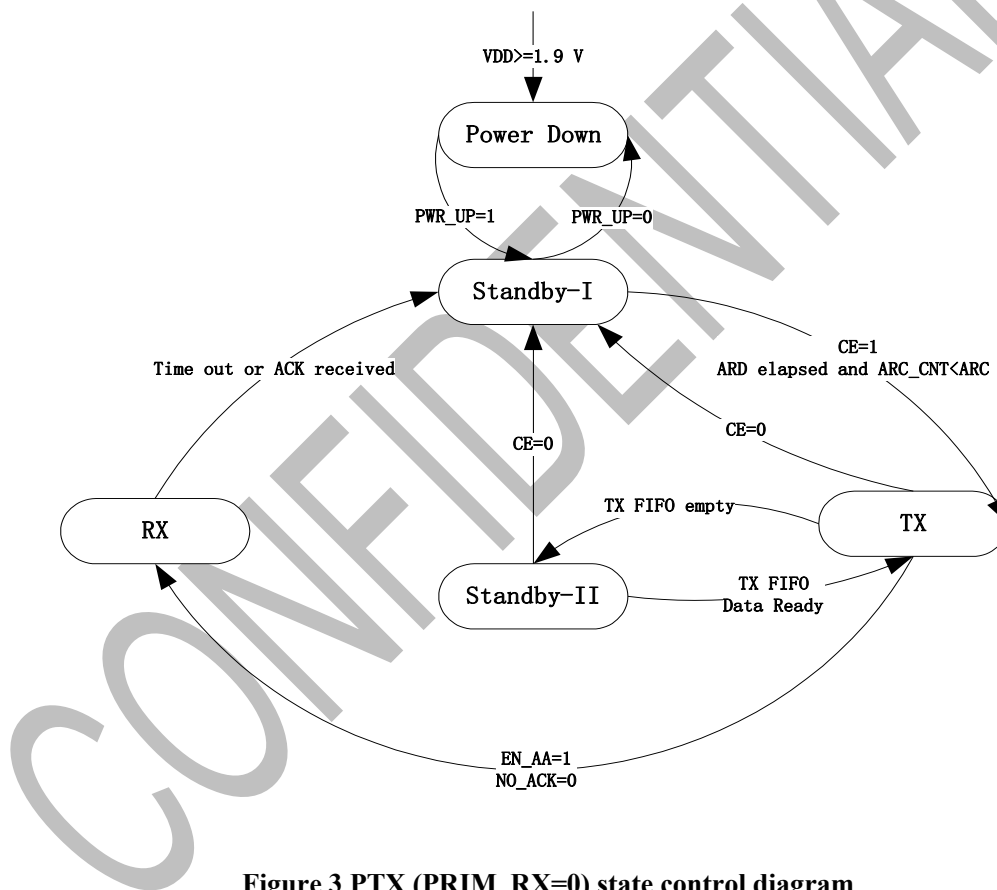 VDD>=1.9 V
Power Down
PWR_UP=1
PWR_UP=0
Standby-I
CE=1
Time out or ACK received
ARD elapsed and ARC_CNT<ARC
CE=0
CE=0
TX FIFO empty
RX
TX
Standby-II
TX FIFO
Data Ready
EN_AA=1
NO_ACK=0
Figure 3 PTX (PRIM_RX=0) state control diagram
CONFIDENTIAL